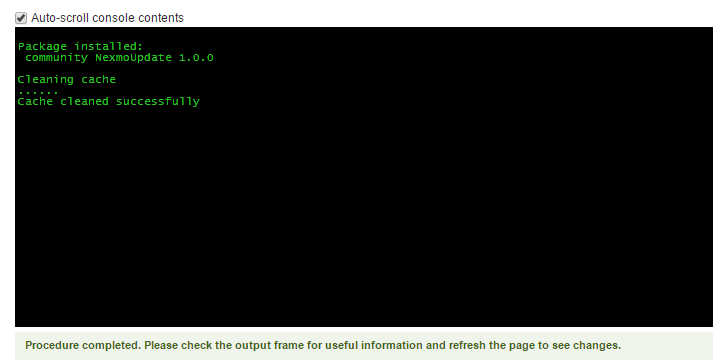 Auto-scroll console contents
Package installed:
community NexmoUpdate 1.0.0
Cleaning cache
......
Cache cleaned successfully
Procedure completed. Please check the output frame for useful information and refresh the page to see changes.